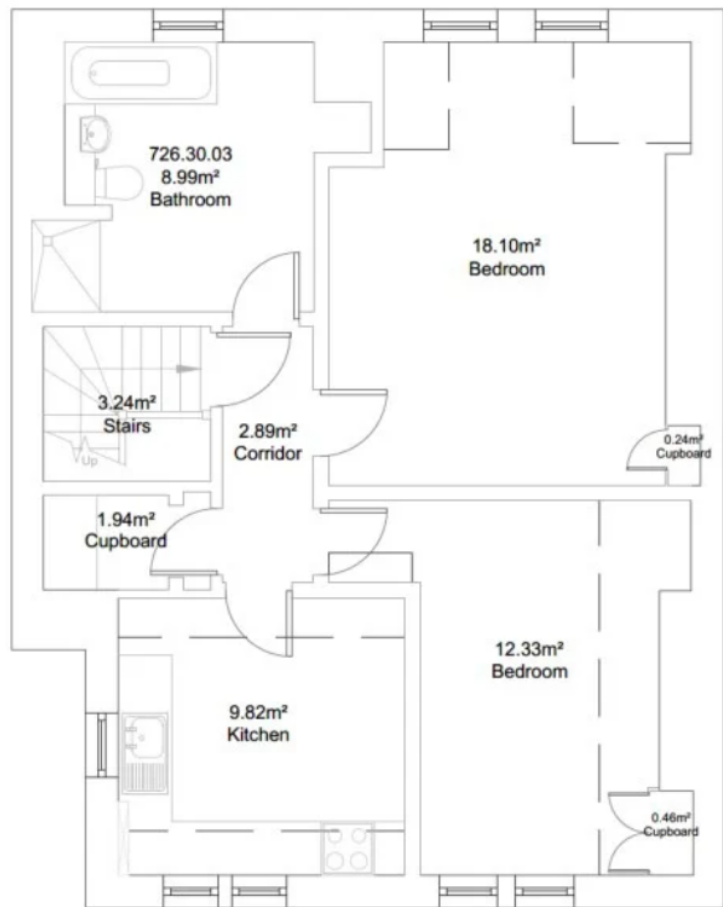 726.30.03
8.99m²
Bathroom
18.10m²
Bedroom
3.24m²
Stairs
Up
2.89m²
Corridor
0.24m²
Cupboard
1.94m²
Cupboard
12.33m²
Bedroom
9.82m²
Kitchen
0.46m²
Cupboard